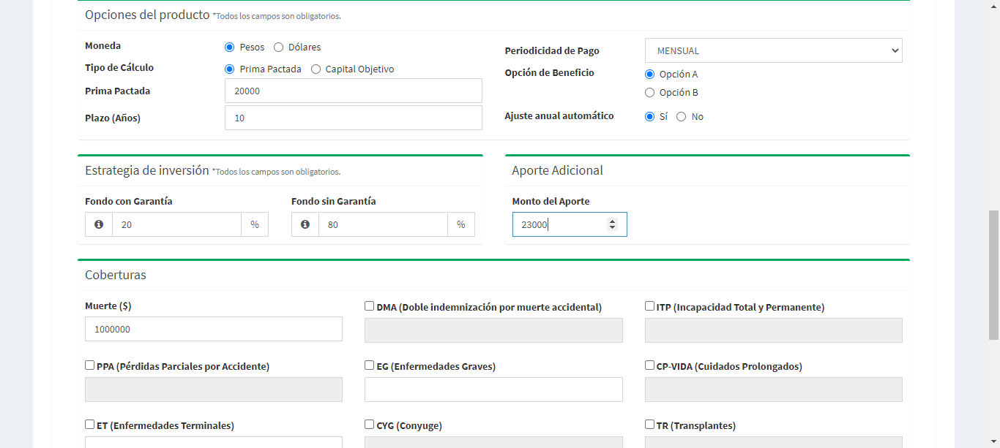 Opciones del producto *Todos los campos son obligatorios.
Moneda
Pesos Dólares
Tipo de Cálculo
Prima Pactada Capital Objetivo
Prima Pactada
20000
Plazo (Años)
10
Periodicidad de Pago
MENSUAL
Opción de Beneficio
Opción A
Opción B
Ajuste anual automático
Sí No
Estrategia de inversión *Todos los campos son obligatorios.
Fondo con Garantía
20 %
Fondo sin Garantía
80 %
Aporte Adicional
Monto del Aporte
23000
Coberturas
Muerte ($)
1000000
DMA (Doble indemnización por muerte accidental)
ITP (Incapacidad Total y Permanente)
PPA (Pérdidas Parciales por Accidente)
EG (Enfermedades Graves)
CP-VIDA (Cuidados Prolongados)
ET (Enfermedades Terminales)
CYG (Conyuge)
TR (Transplantes)